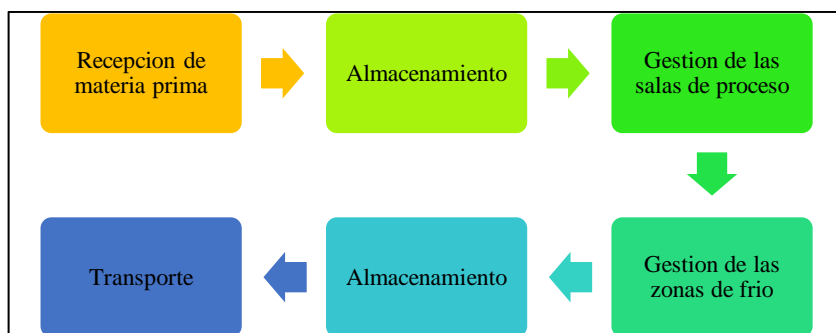 Recepcion de
materia prima
Almacenamiento
Gestion de las
salas de proceso
Gestion de las
zonas de frio
Almacenamiento
Transporte